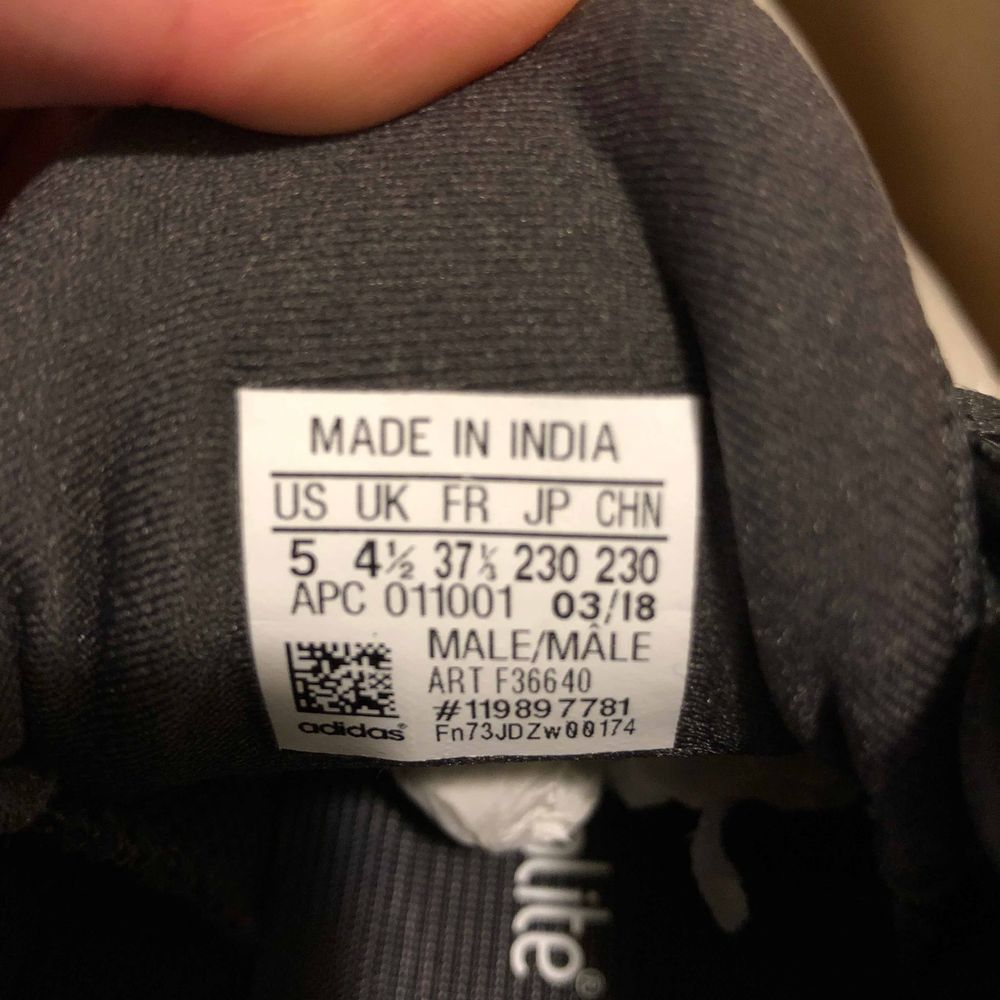 MADE IN INDIA
US UK FR JP CHN
5 4½ 37⅓ 230 230
APC 011001 03/18
MALE/MÂLE
ART F36640
#119897781
adidas® Fn73JDZw00174
lite®